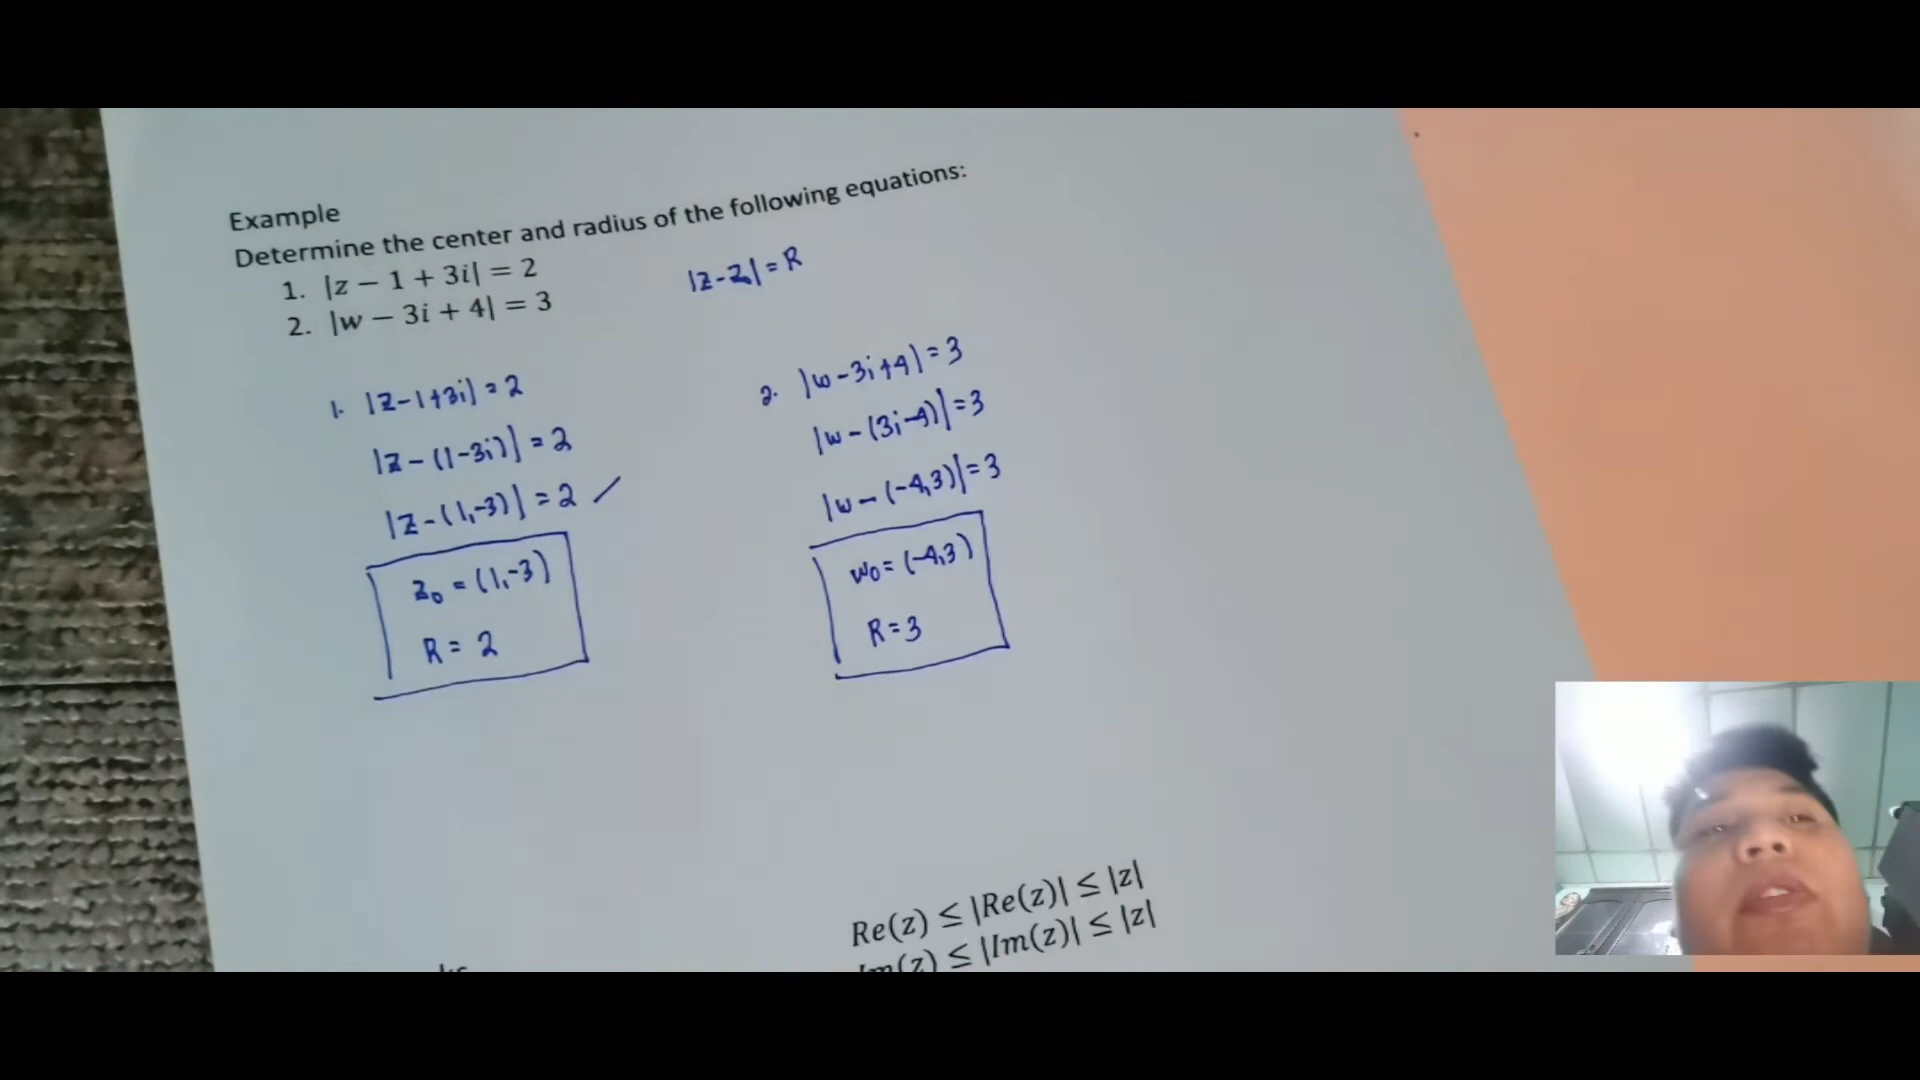 Example
Determine the center and radius of the following equations:
1. |z − 1 + 3i| = 2
2. |w − 3i + 4| = 3
|z-z₀|=R
1. |z-1+3i| = 2
|z-(1-3i)| = 2
|z-(1,-3)| = 2
z₀ = (1,-3)
R = 2
2. |w-3i+4| = 3
|w-(3i-4)| = 3
|w-(-4,3)| = 3
w₀ = (-4,3)
R = 3
Re(z) ≤ |Re(z)| ≤ |z|
Im(z) ≤ |Im(z)| ≤ |z|